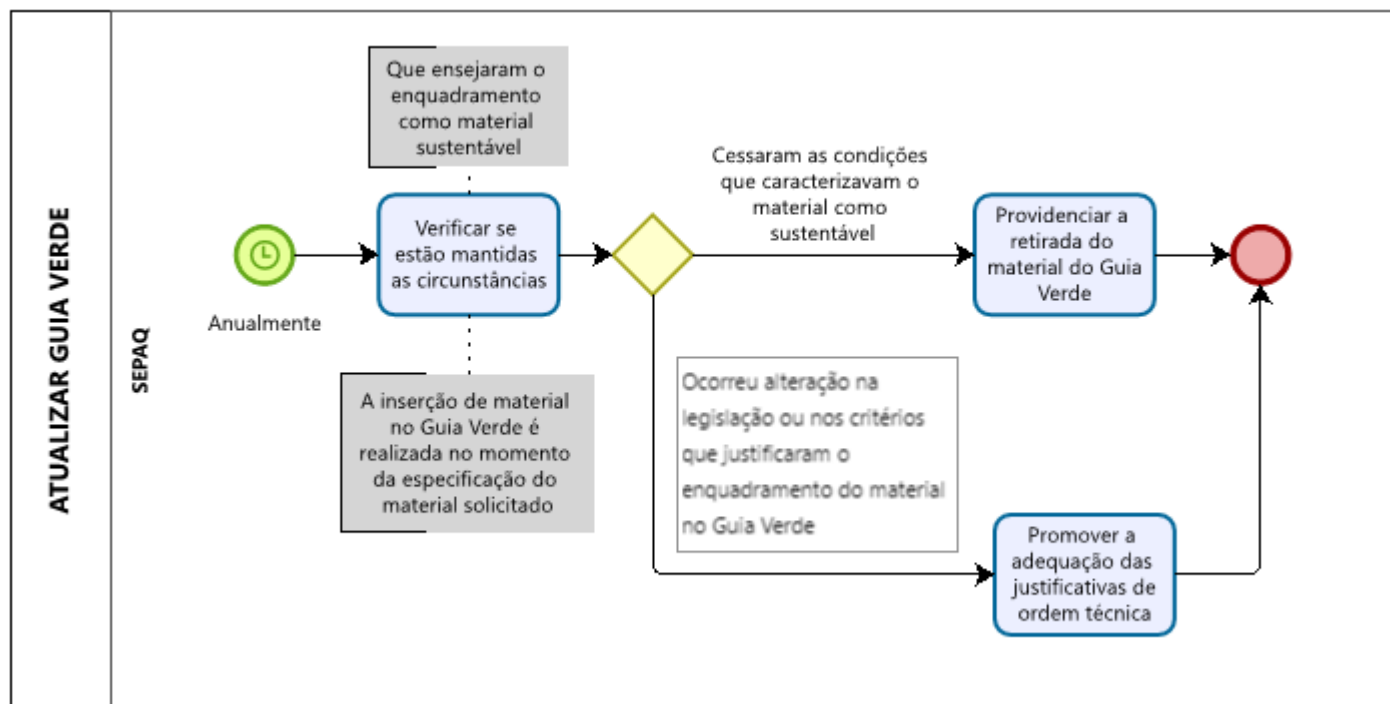 ATUALIZAR GUIA VERDE
SEPAQ
Anualmente
Que ensejaram o
enquadramento
como material
sustentável
Verificar se
estão mantidas
as circunstâncias
A inserção de material
no Guia Verde é
realizada no momento
da especificação do
material solicitado
Cessaram as condições
que caracterizavam o
material como
sustentável
Providenciar a
retirada do
material do Guia
Verde
Ocorreu alteração na
legislação ou nos critérios
que justificaram o
enquadramento do material
no Guia Verde
Promover a
adequação das
justificativas de
ordem técnica